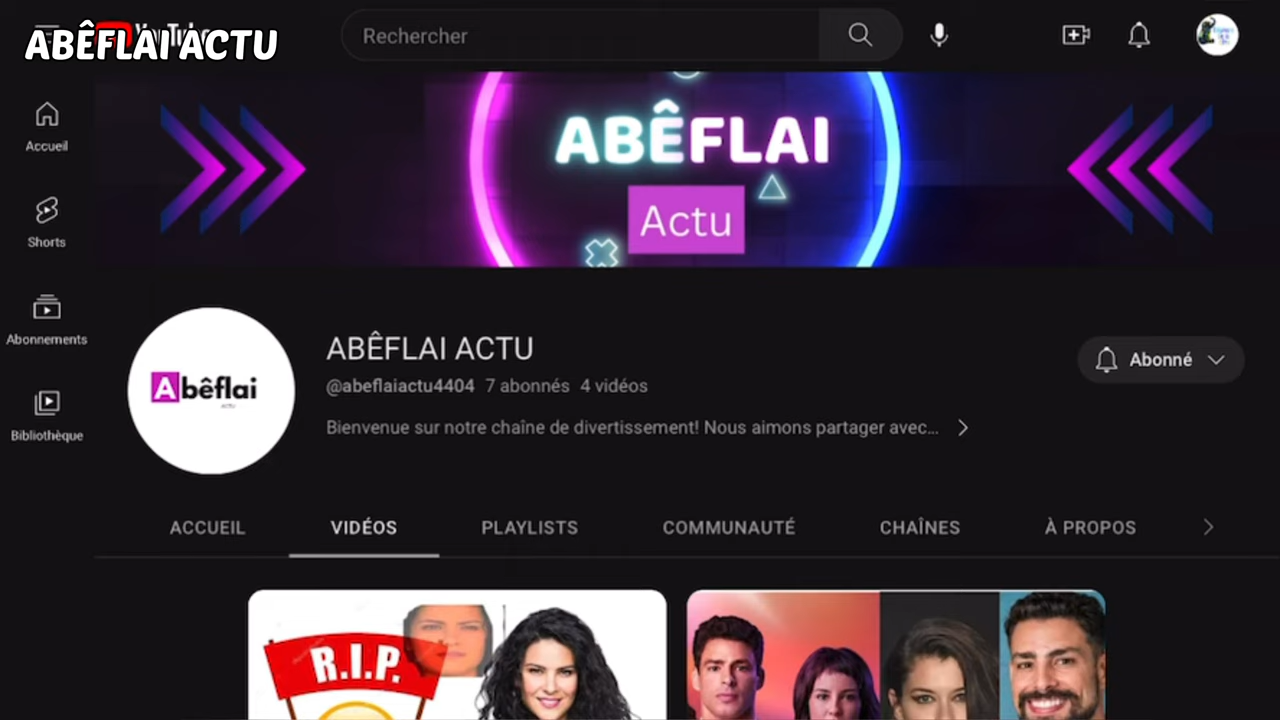 ABÊFLAI ACTU
Rechercher
Accueil
Shorts
Abonnements
Bibliothèque
ABÊFLAI
Actu
Abêflai
ABÊFLAI ACTU
@abeflaiactu4404 7 abonnés 4 vidéos
Bienvenue sur notre chaîne de divertissement! Nous aimons partager avec...
Abonné
ACCUEIL VIDÉOS PLAYLISTS COMMUNAUTÉ CHAÎNES À PROPOS
R.I.P.